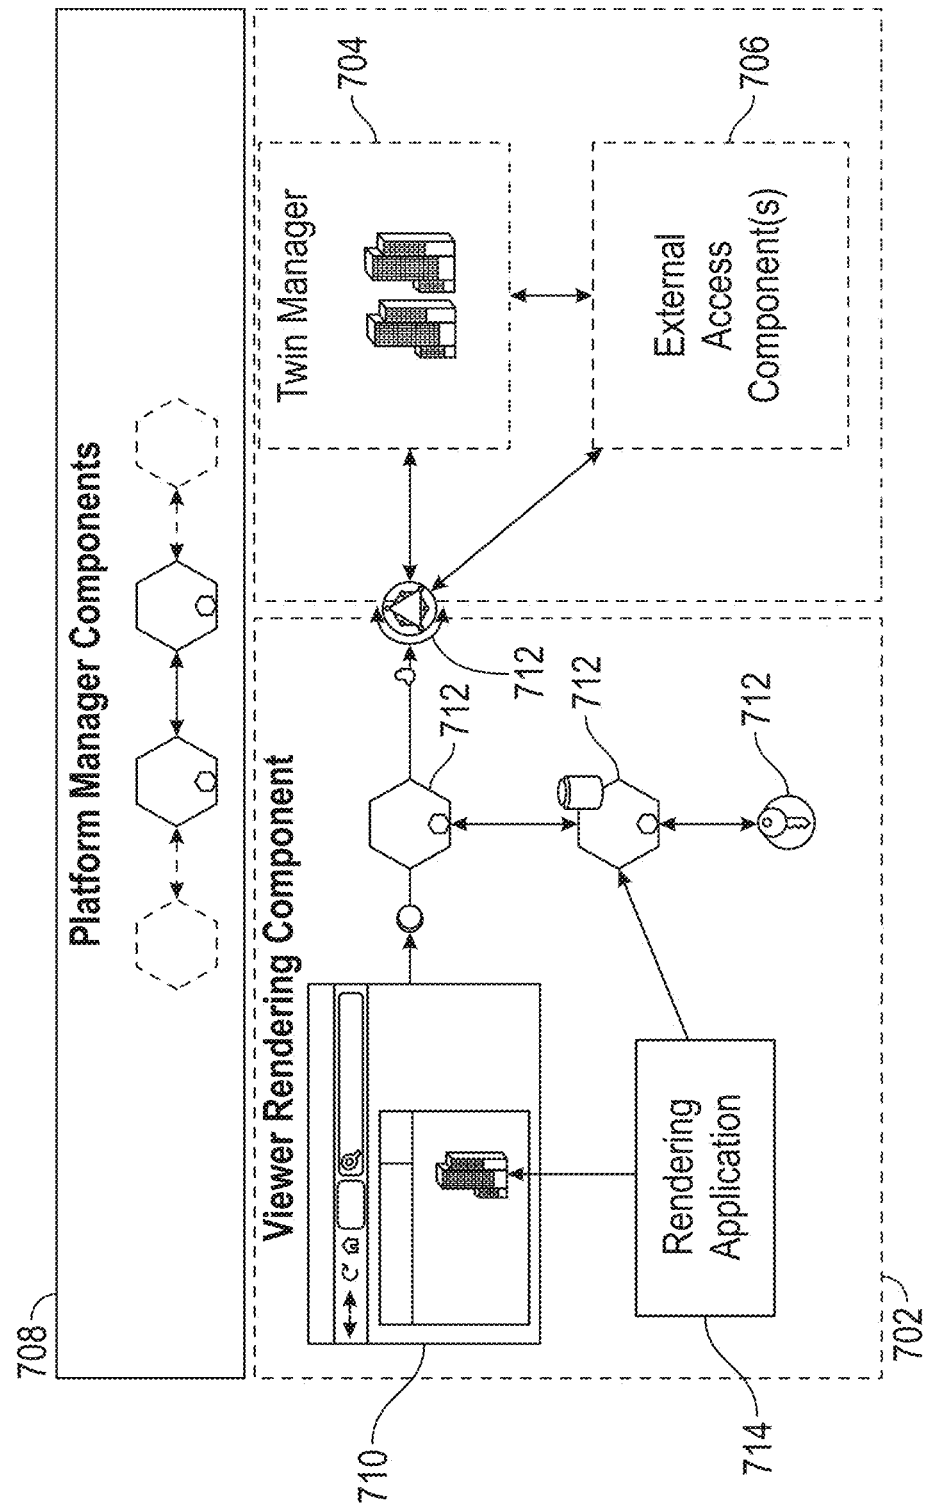 708
Platform Manager Components
Viewer Rendering Component
710
712
712
712
712
Rendering
Application
714
702
Twin Manager
704
External
Access
Component(s)
706